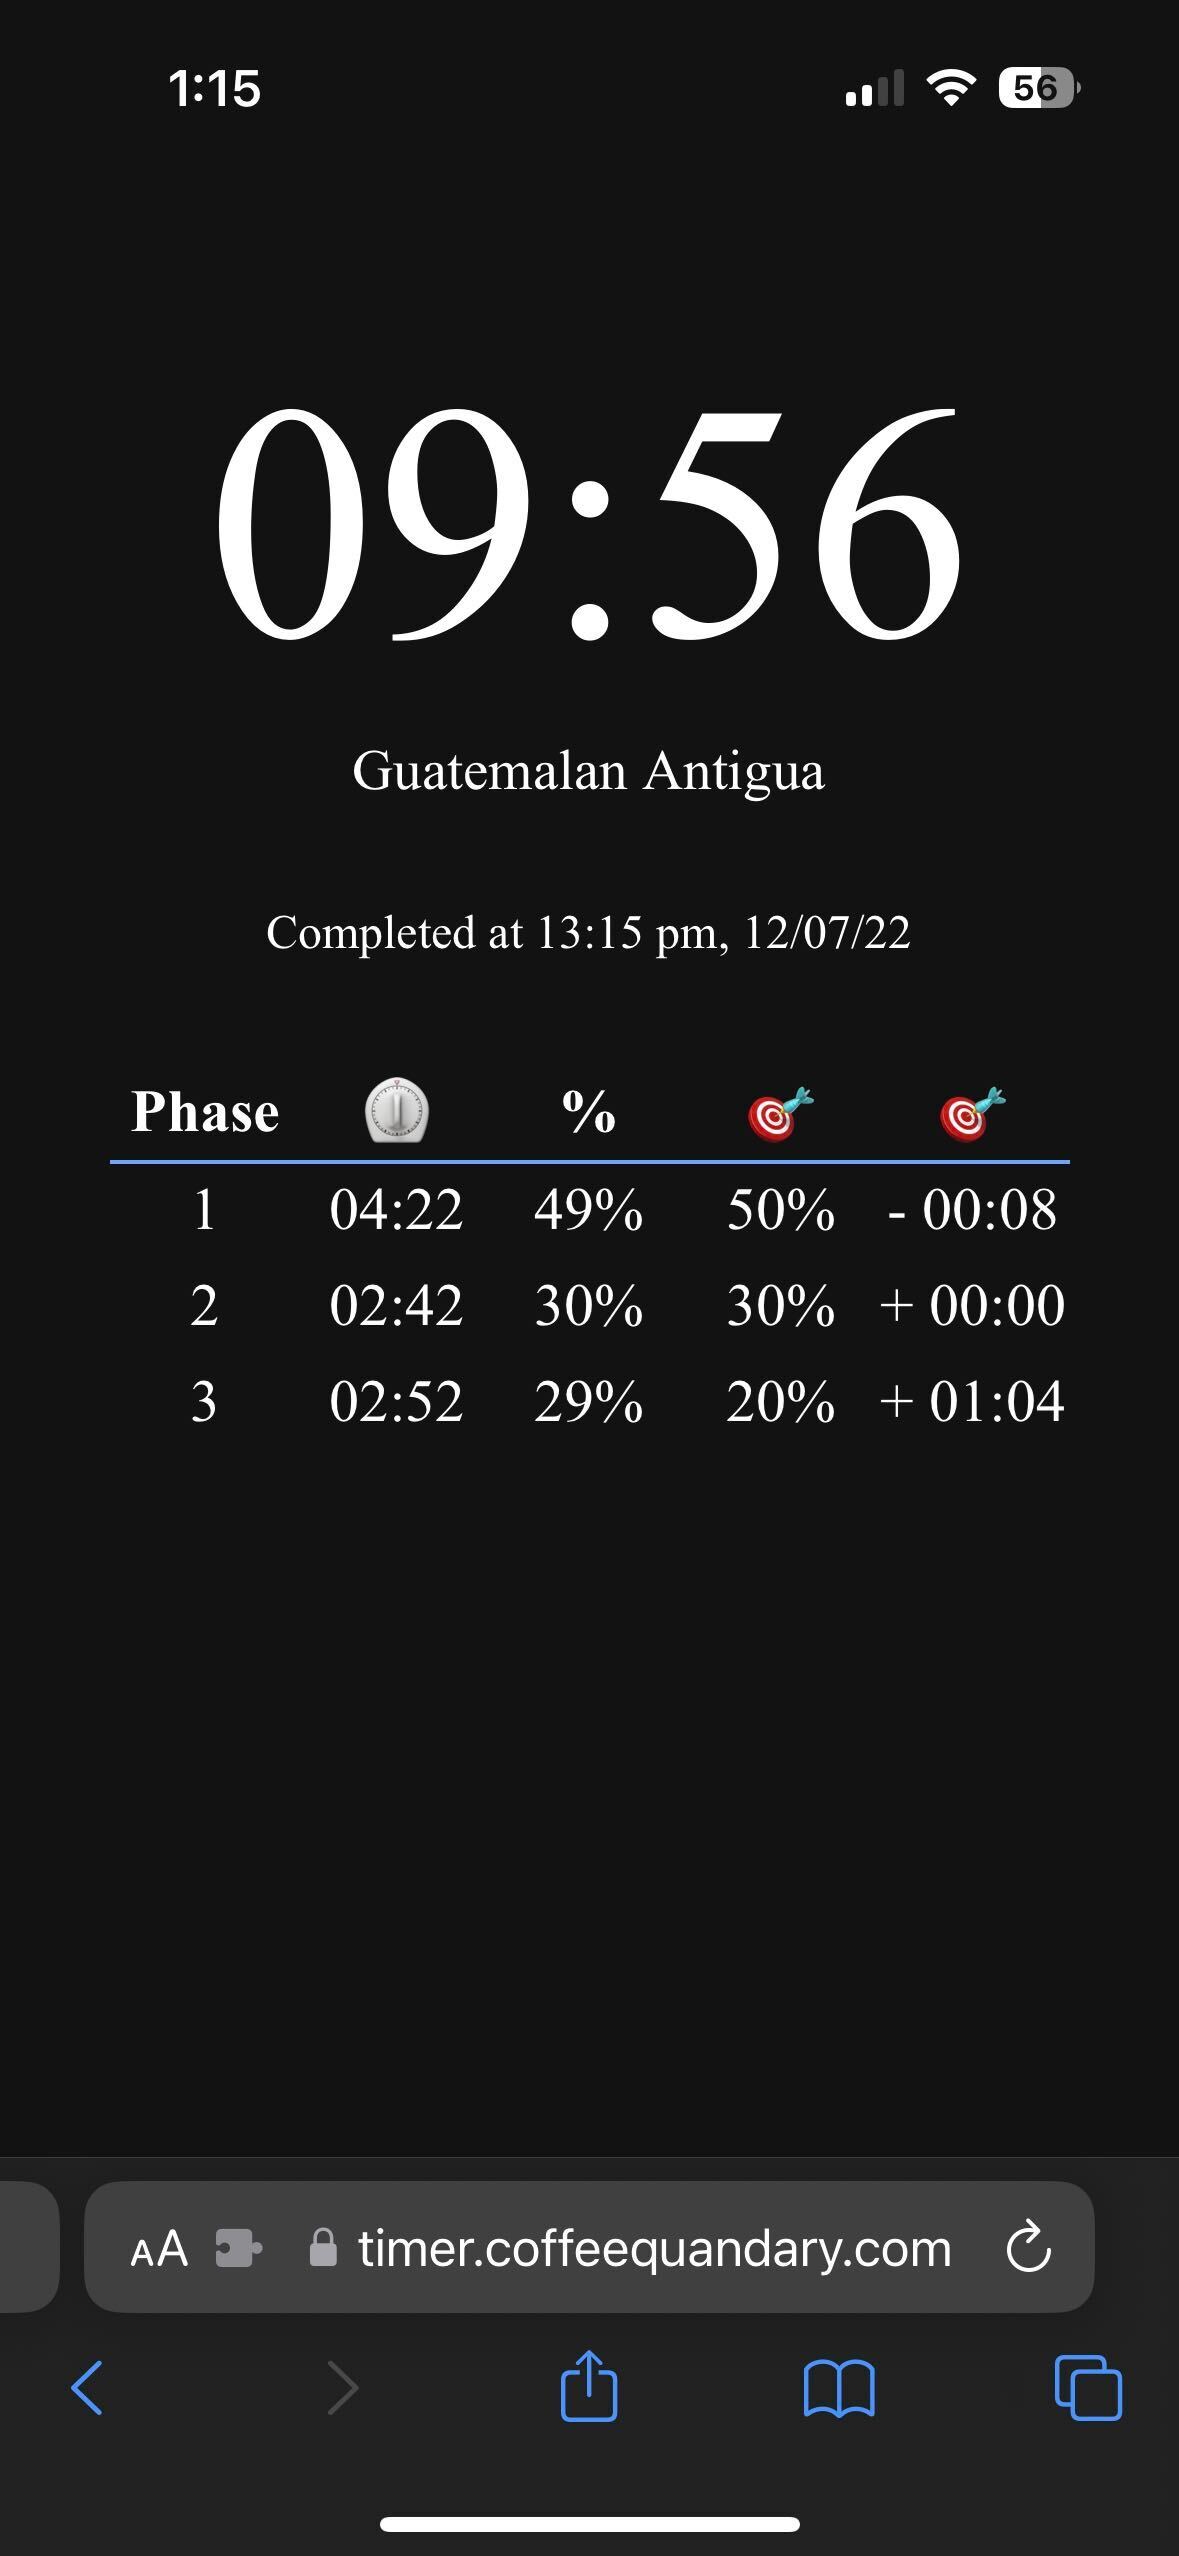 1:15 56
09:56
Guatemalan Antigua
Completed at 13:15 pm, 12/07/22
Phase %
1 04:22 49% 50% - 00:08
2 02:42 30% 30% + 00:00
3 02:52 29% 20% + 01:04
AA timer.coffeequandary.com